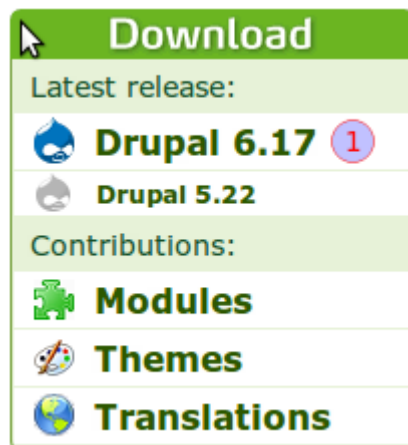 Download
Latest release:
Drupal 6.17 1
Drupal 5.22
Contributions:
Modules
Themes
Translations